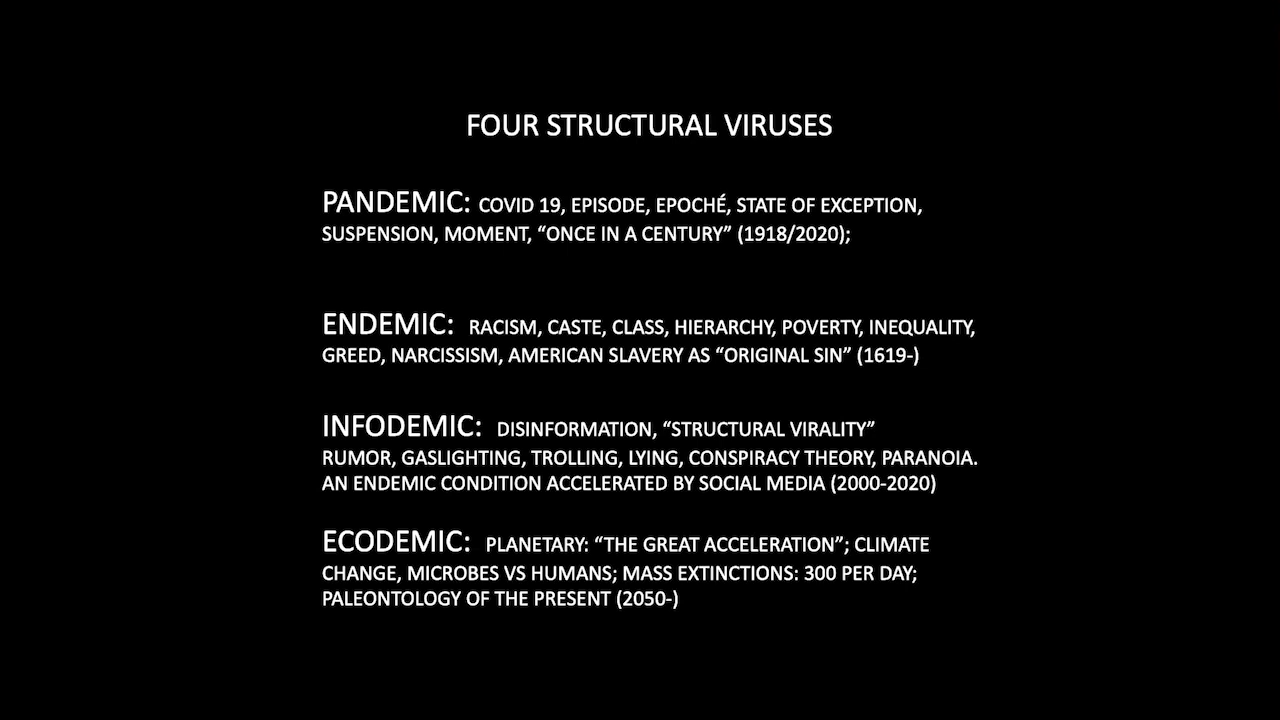 FOUR STRUCTURAL VIRUSES
PANDEMIC: COVID 19, EPISODE, EPOCHÉ, STATE OF EXCEPTION,
SUSPENSION, MOMENT, “ONCE IN A CENTURY” (1918/2020);
ENDEMIC: RACISM, CASTE, CLASS, HIERARCHY, POVERTY, INEQUALITY,
GREED, NARCISSISM, AMERICAN SLAVERY AS “ORIGINAL SIN” (1619-)
INFODEMIC: DISINFORMATION, “STRUCTURAL VIRALITY”
RUMOR, GASLIGHTING, TROLLING, LYING, CONSPIRACY THEORY, PARANOIA.
AN ENDEMIC CONDITION ACCELERATED BY SOCIAL MEDIA (2000-2020)
ECODEMIC: PLANETARY: “THE GREAT ACCELERATION”; CLIMATE
CHANGE, MICROBES VS HUMANS; MASS EXTINCTIONS: 300 PER DAY;
PALEONTOLOGY OF THE PRESENT (2050-)